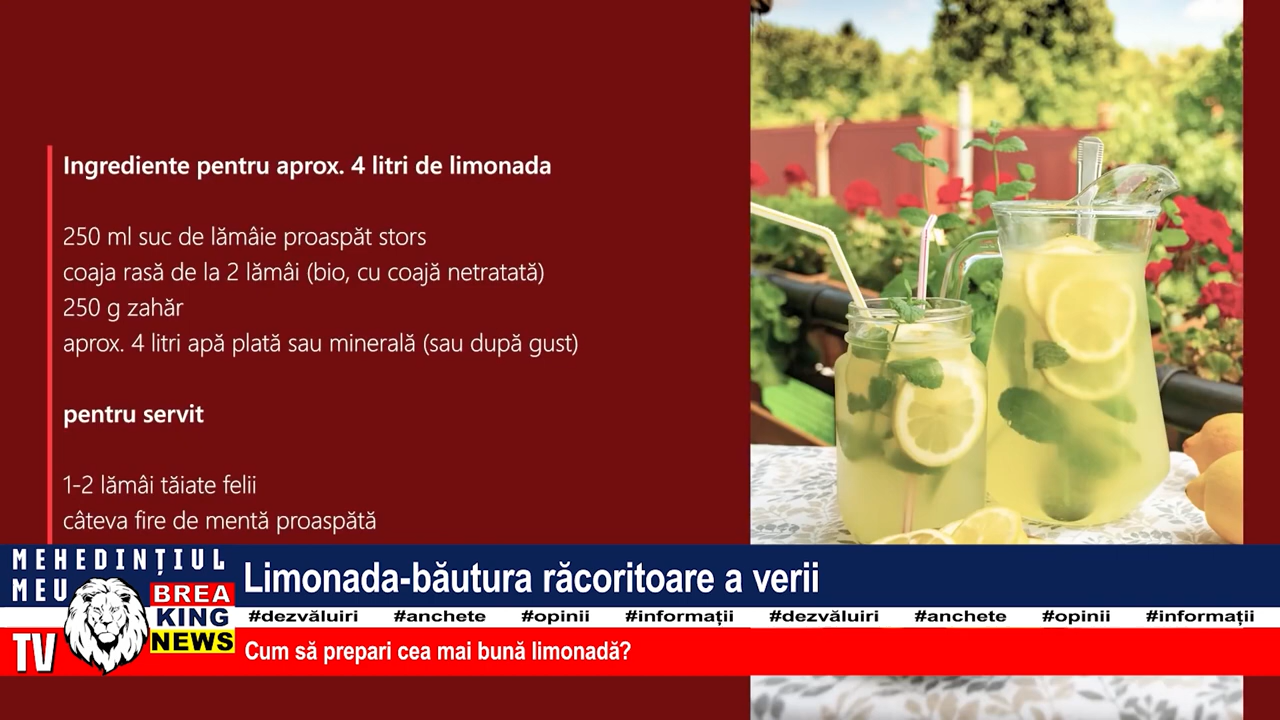 Ingrediente pentru aprox. 4 litri de limonada
250 ml suc de lămâie proaspăt stors
coaja rasă de la 2 lămâi (bio, cu coajă netratată)
250 g zahăr
aprox. 4 litri apă plată sau minerală (sau după gust)
pentru servit
1-2 lămâi tăiate felii
câteva fire de mentă proaspătă
MEHEDINȚIUL
MEU
TV
BREA
KING
NEWS
Limonada-băutura răcoritoare a verii
#dezvăluiri #anchete #opinii #informații #dezvăluiri #anchete #opinii #informații
Cum să prepari cea mai bună limonadă?